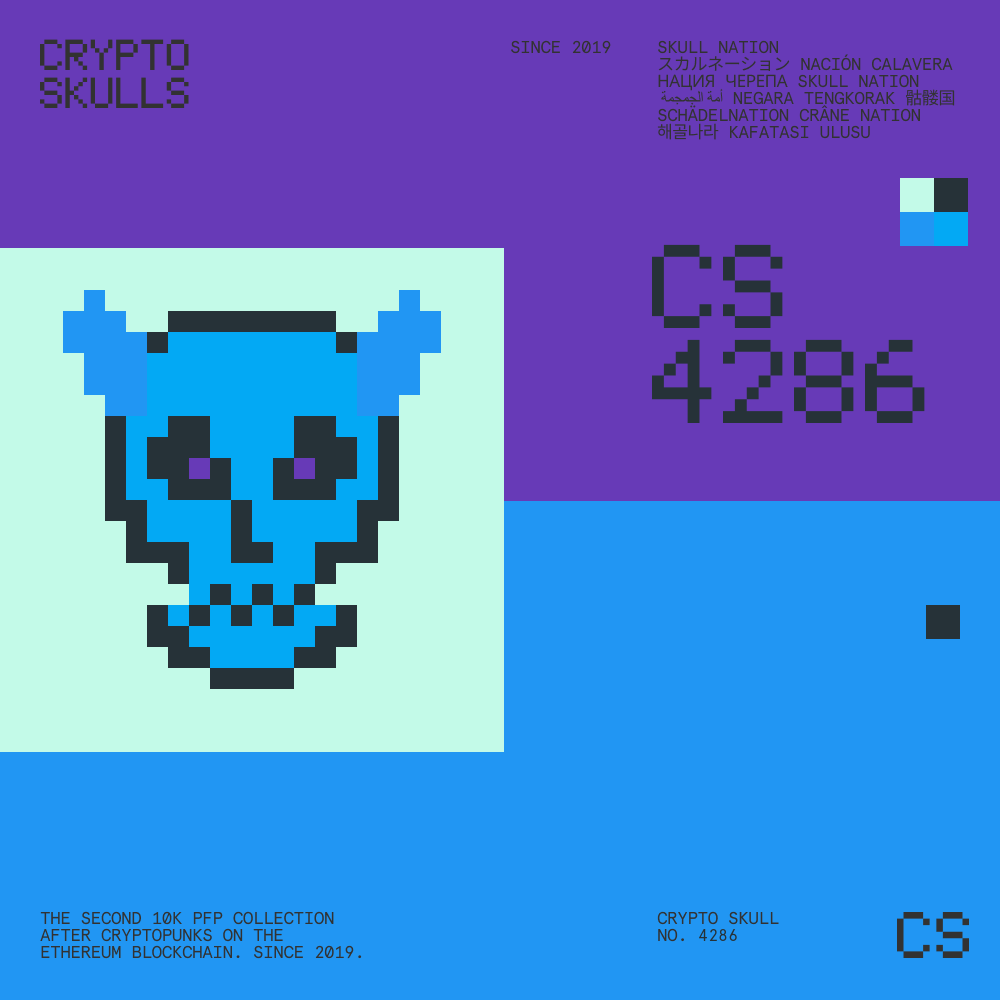 CRYPTO
SKULLS
SINCE 2019
SKULL NATION
スカルネーション NACIÓN CALAVERA
НАЦИЯ ЧЕРЕПА SKULL NATION
أمة الجمجمة NEGARA TENGKORAK 骷髅国
SCHÄDELNATION CRÂNE NATION
해골나라 KAFATASI ULUSU
CS
4286
THE SECOND 10K PFP COLLECTION
AFTER CRYPTOPUNKS ON THE
ETHEREUM BLOCKCHAIN. SINCE 2019.
CRYPTO SKULL
NO. 4286
CS